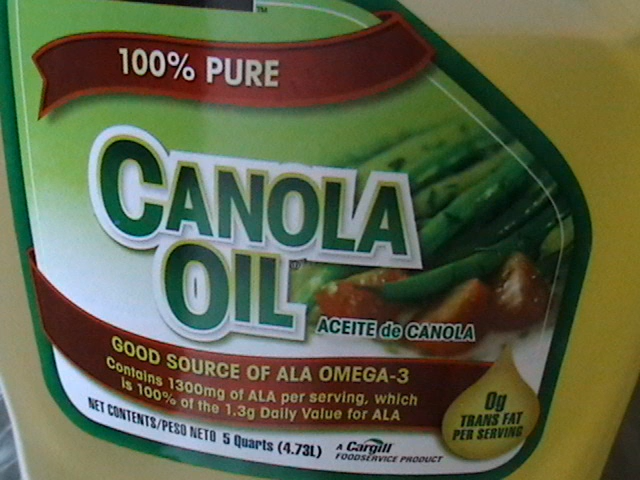 ™
100% PURE
CANOLA
OIL
ACEITE de CANOLA
GOOD SOURCE OF ALA OMEGA-3
Contains 1300mg of ALA per serving, which
is 100% of the 1.3g Daily Value for ALA
0g
TRANS FAT
PER SERVING
NET CONTENTS/PESO NETO 5 Quarts (4.73L)
A Cargill
FOODSERVICE PRODUCT